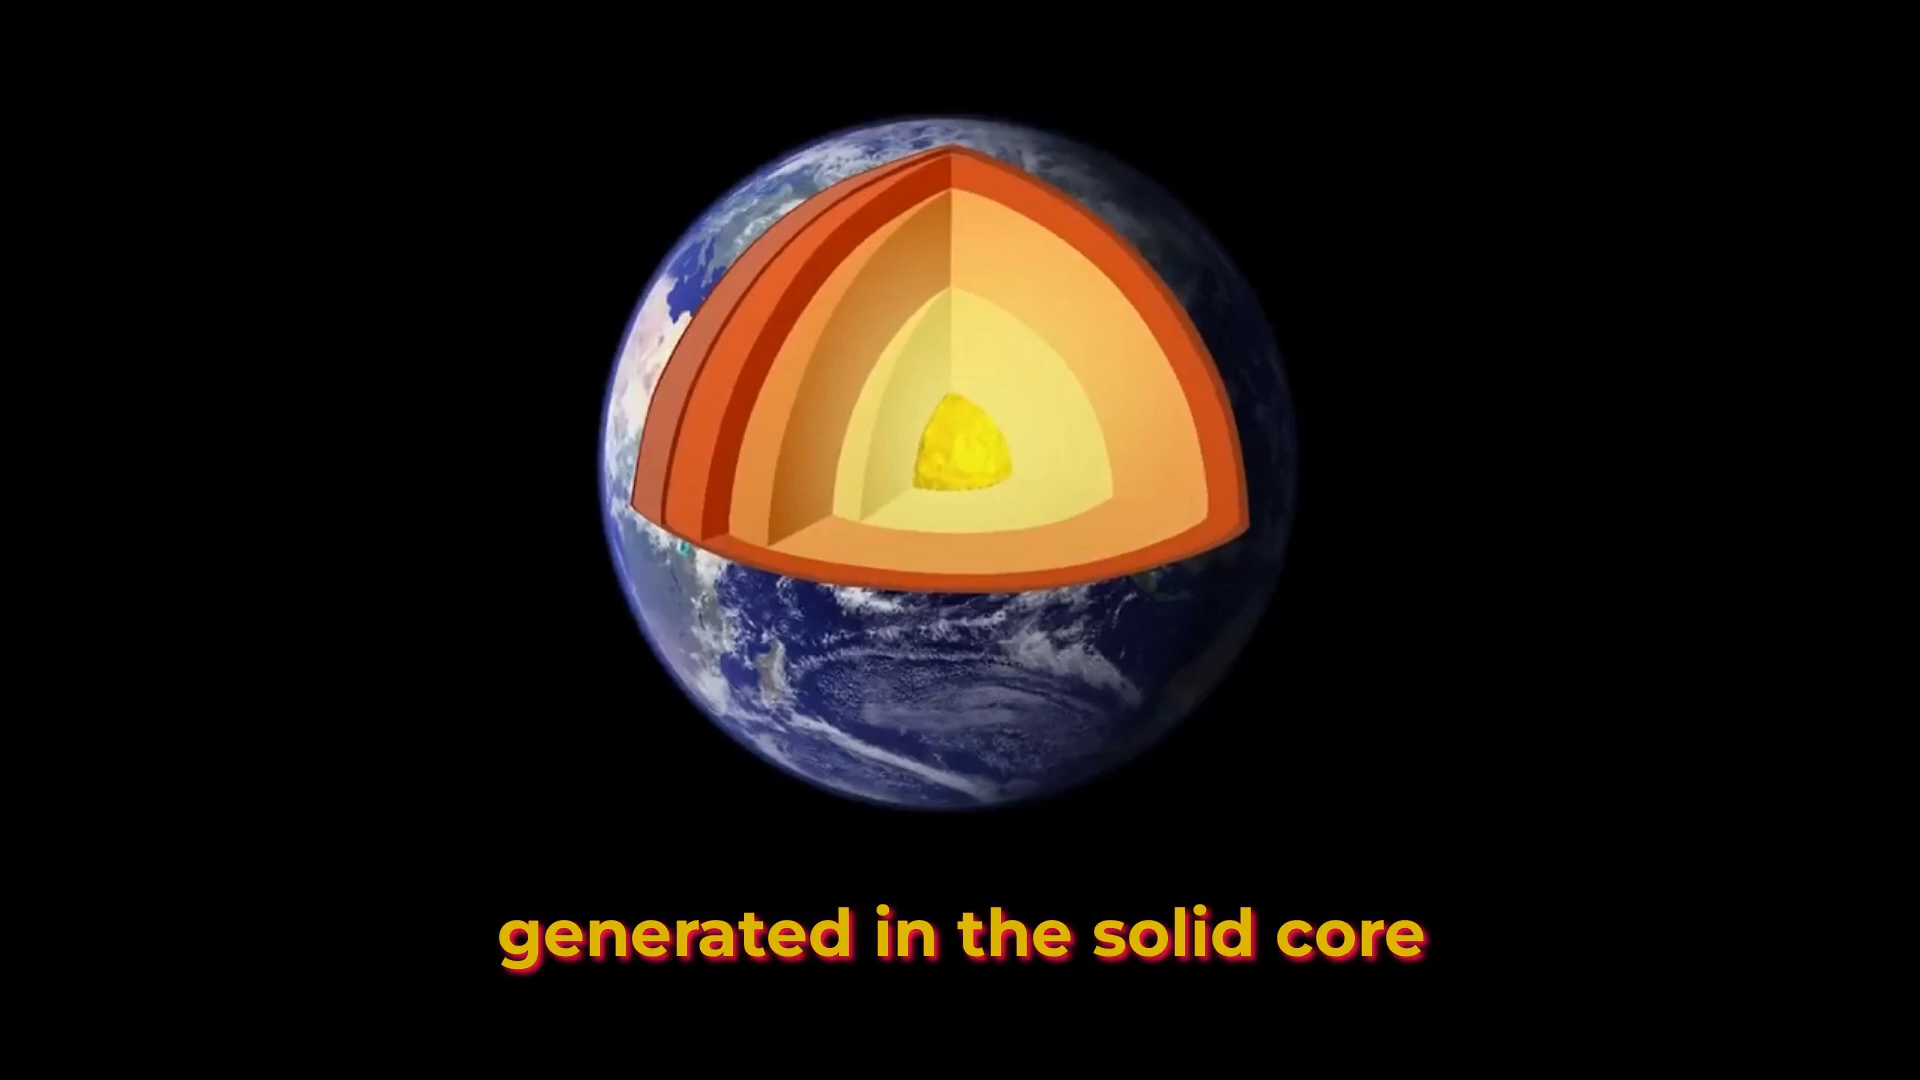 generated in the solid core